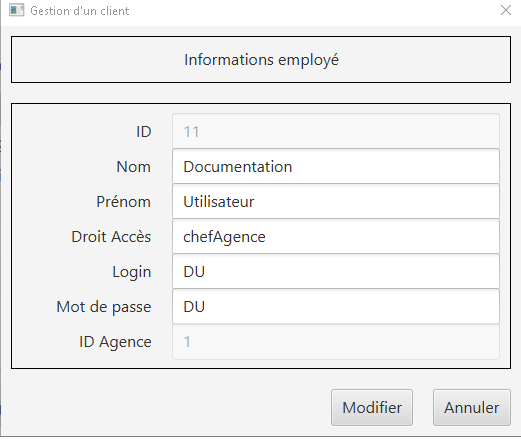 Gestion d'un client
Informations employé
ID 11
Nom Documentation
Prénom Utilisateur
Droit Accès chefAgence
Login DU
Mot de passe DU
ID Agence 1
Modifier Annuler